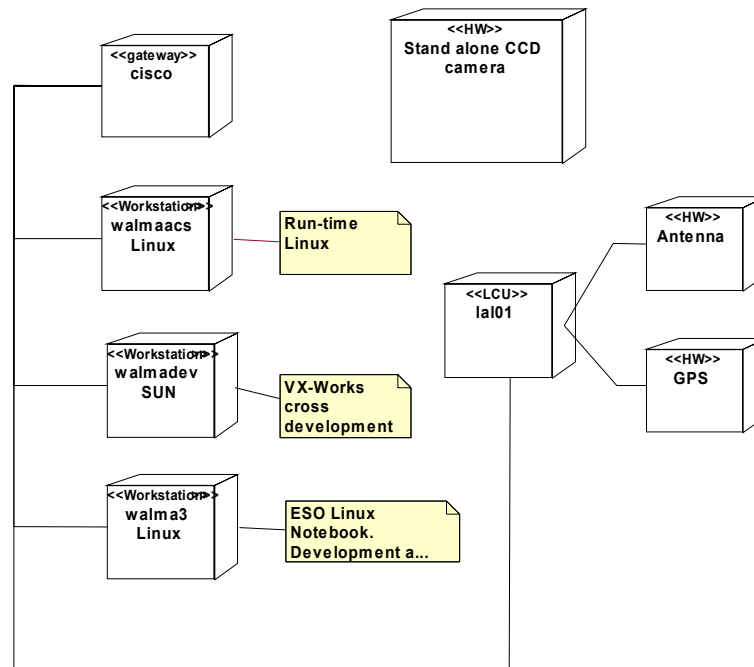 <<gateway>>
cisco
<<HW>>
Stand alone CCD
camera
<<Workstation>>
walmaacs
Linux
Run-time
Linux
<<HW>>
Antenna
<<LCU>>
lal01
<<Workstation>>
walmadev
SUN
VX-Works
cross
development
<<HW>>
GPS
<<Workstation>>
walma3
Linux
ESO Linux
Notebook.
Development a...